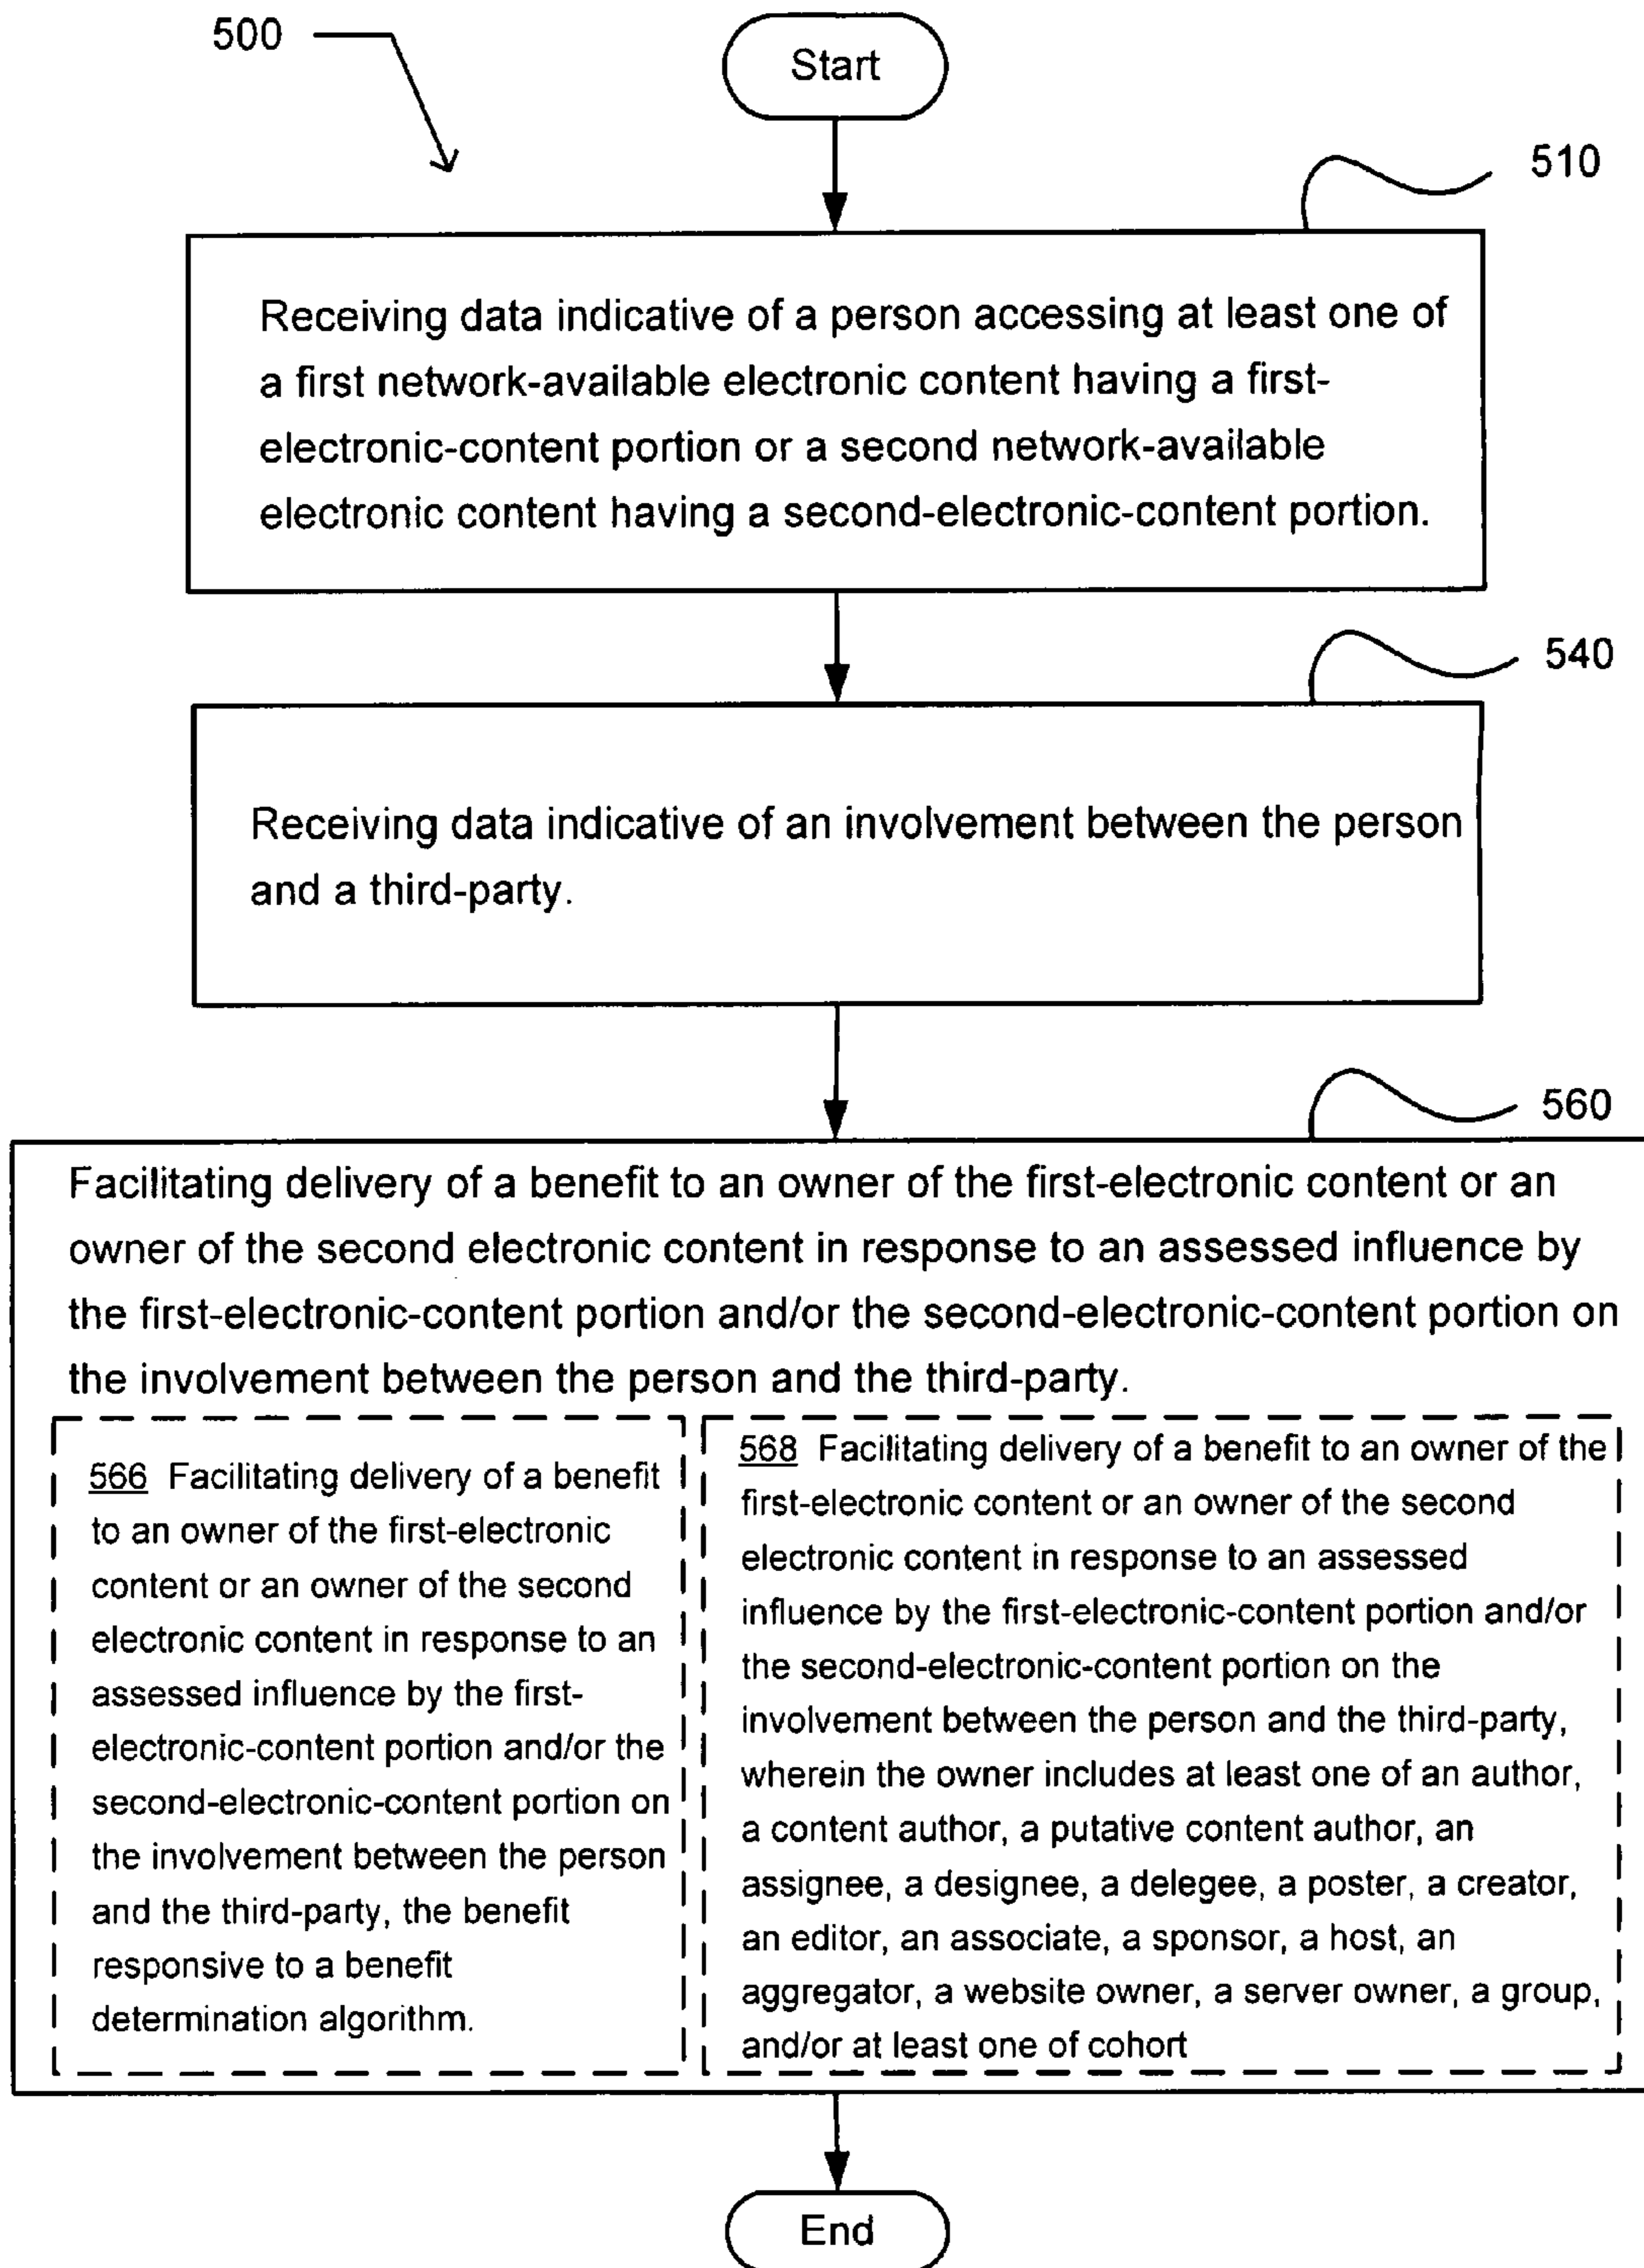 500
Start
510
Receiving data indicative of a person accessing at least one of
a first network-available electronic content having a first-
electronic-content portion or a second network-available
electronic content having a second-electronic-content portion.
540
Receiving data indicative of an involvement between the person
and a third-party.
560
Facilitating delivery of a benefit to an owner of the first-electronic content or an
owner of the second electronic content in response to an assessed influence by
the first-electronic-content portion and/or the second-electronic-content portion on
the involvement between the person and the third-party.
566 Facilitating delivery of a benefit
to an owner of the first-electronic
content or an owner of the second
electronic content in response to an
assessed influence by the first-
electronic-content portion and/or the
second-electronic-content portion on
the involvement between the person
and the third-party, the benefit
responsive to a benefit
determination algorithm.
568 Facilitating delivery of a benefit to an owner of the
first-electronic content or an owner of the second
electronic content in response to an assessed
influence by the first-electronic-content portion and/or
the second-electronic-content portion on the
involvement between the person and the third-party,
wherein the owner includes at least one of an author,
a content author, a putative content author, an
assignee, a designee, a delegee, a poster, a creator,
an editor, an associate, a sponsor, a host, an
aggregator, a website owner, a server owner, a group,
and/or at least one of cohort
End